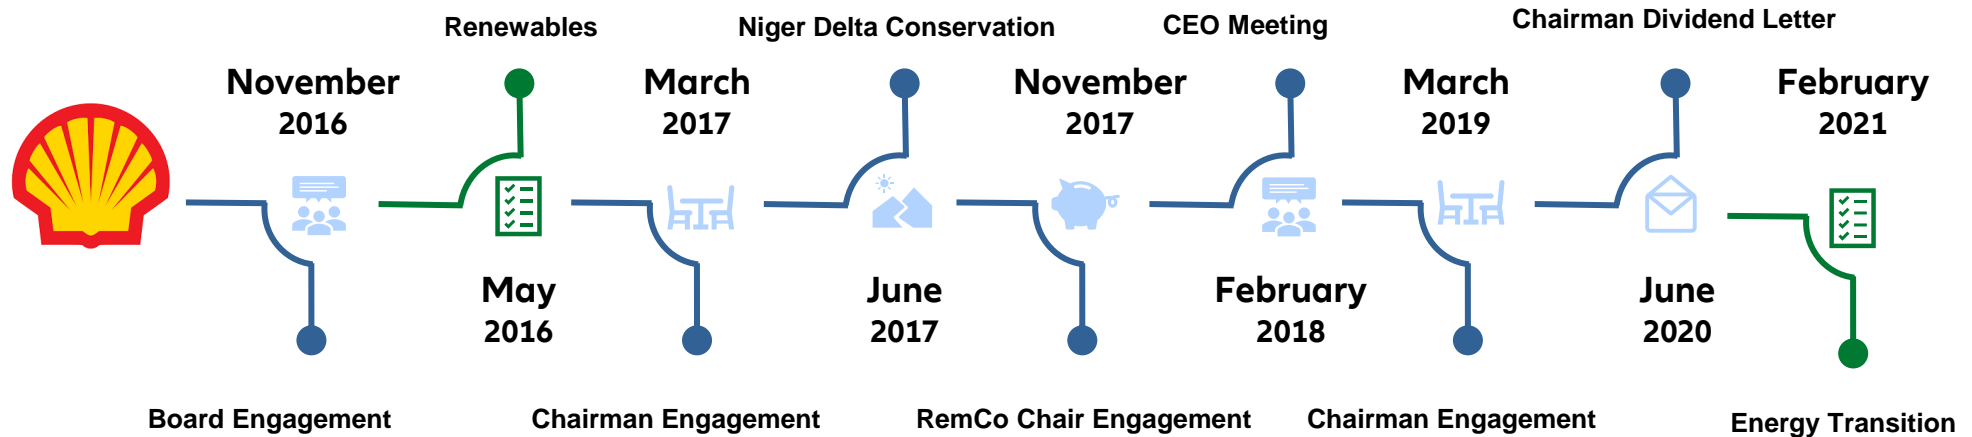 November
2016
Board Engagement
Renewables
May
2016
March
2017
Chairman Engagement
Niger Delta Conservation
June
2017
November
2017
RemCo Chair Engagement
CEO Meeting
February
2018
March
2019
Chairman Engagement
Chairman Dividend Letter
June
2020
February
2021
Energy Transition